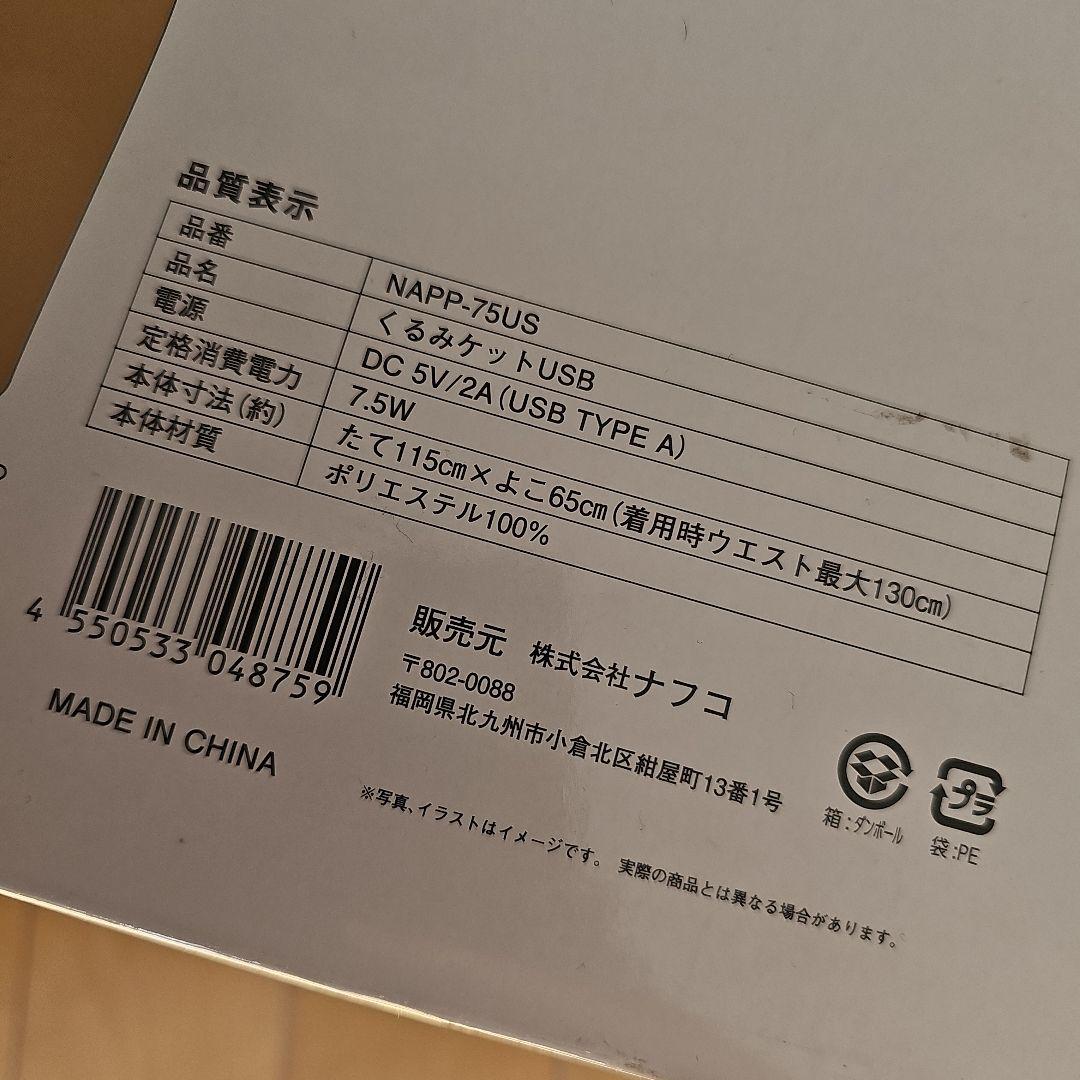 品質表示
品番 NAPP-75US
品名 くるみケットUSB
電源 DC 5V/2A(USB TYPE A)
定格消費電力 7.5W
本体寸法(約) たて115cm×よこ65cm(着用時ウエスト最大130cm)
本体材質 ポリエステル100%
4 550533 048759
MADE IN CHINA
販売元 株式会社ナフコ
〒802-0088
福岡県北九州市小倉北区紺屋町13番1号
プラ
箱:ダンボール
袋:PE
※写真、イラストはイメージです。 実際の商品とは異なる場合があります。